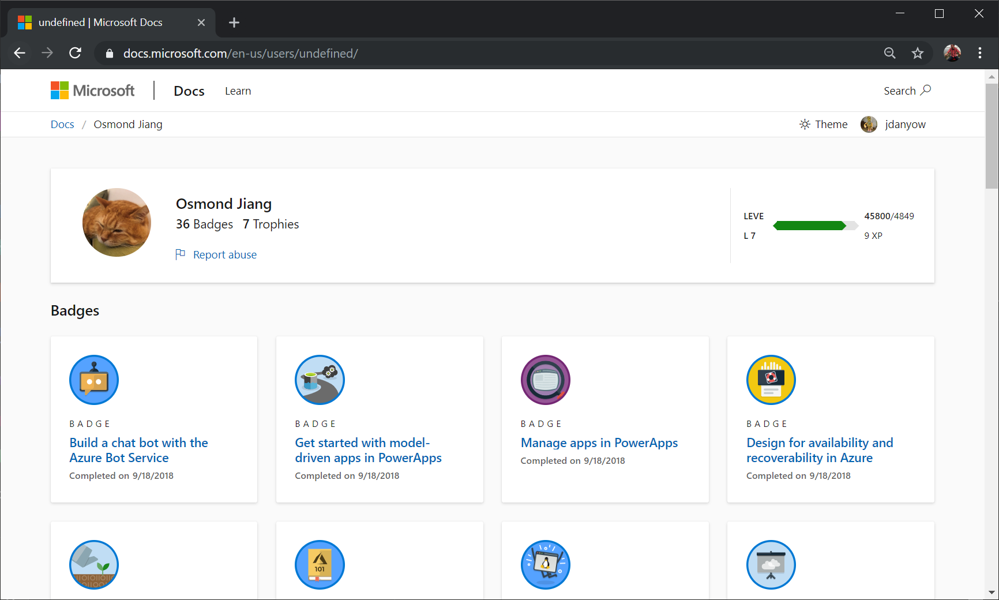 undefined | Microsoft Docs
docs.microsoft.com/en-us/users/undefined/
Microsoft
Docs
Learn
Search
Docs / Osmond Jiang
Theme
jdanyow
Osmond Jiang
36 Badges 7 Trophies
Report abuse
LEVE
L 7
45800/4849
9 XP
Badges
BADGE
Build a chat bot with the
Azure Bot Service
Completed on 9/18/2018
BADGE
Get started with model-
driven apps in PowerApps
Completed on 9/18/2018
BADGE
Manage apps in PowerApps
Completed on 9/18/2018
BADGE
Design for availability and
recoverability in Azure
Completed on 9/18/2018
101